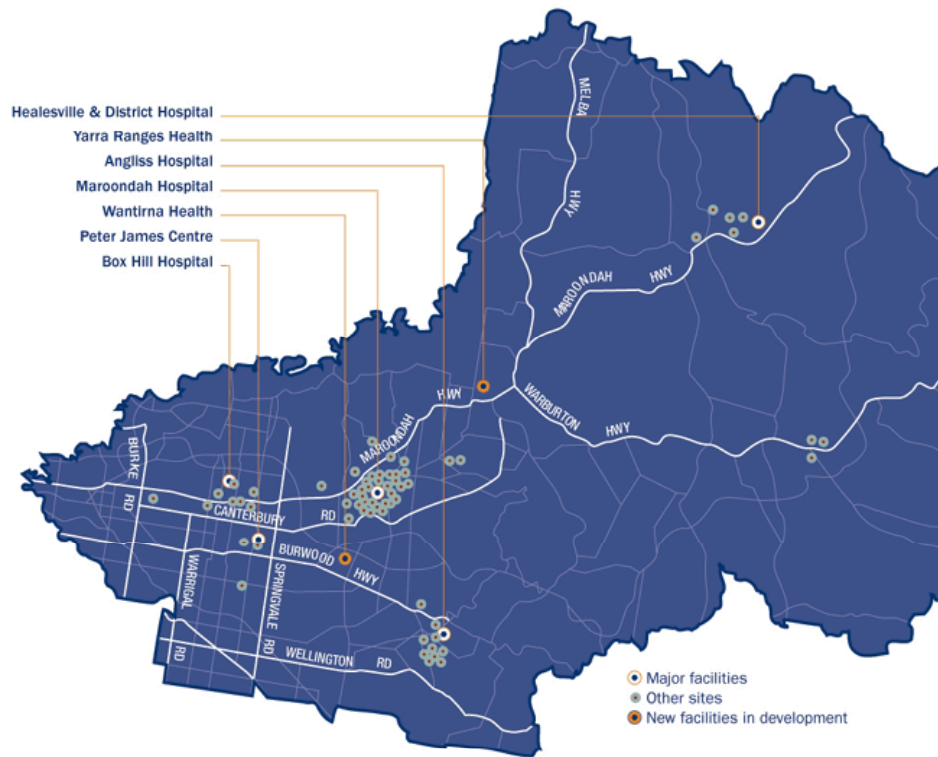 Healesville & District Hospital
Yarra Ranges Health
Angliss Hospital
Maroondah Hospital
Wantirna Health
Peter James Centre
Box Hill Hospital
MELBA
HWY
MAROONDAH
HWY
WARBURTON
HWY
MAROONDAH
HWY
BURKE
RD
CANTERBURY
RD
BURWOOD
HWY
WARRIGAL
RD
SPRINGVALE
RD
WELLINGTON
RD
Major facilities
Other sites
New facilities in development